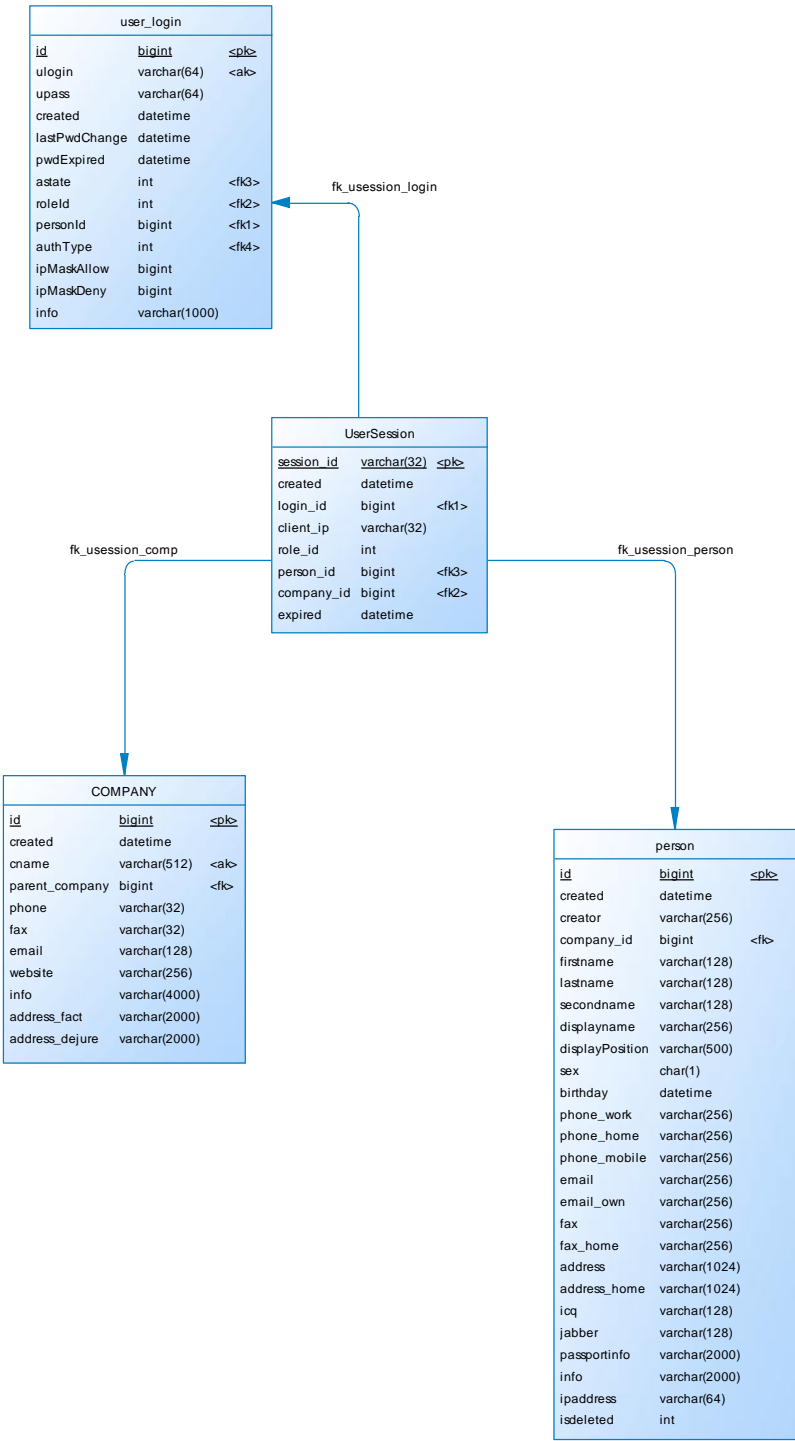 user_login
id bigint <pk>
ulogin varchar(64) <ak>
upass varchar(64)
created datetime
lastPwdChange datetime
pwdExpired datetime
astate int <fk3>
roleId int <fk2>
personId bigint <fk1>
authType int <fk4>
ipMaskAllow bigint
ipMaskDeny bigint
info varchar(1000)
fk_usession_login
UserSession
session_id varchar(32) <pk>
created datetime
login_id bigint <fk1>
client_ip varchar(32)
role_id int
person_id bigint <fk3>
company_id bigint <fk2>
expired datetime
fk_usession_comp
fk_usession_person
COMPANY
id bigint <pk>
created datetime
cname varchar(512) <ak>
parent_company bigint <fk>
phone varchar(32)
fax varchar(32)
email varchar(128)
website varchar(256)
info varchar(4000)
address_fact varchar(2000)
address_dejure varchar(2000)
person
id bigint <pk>
created datetime
creator varchar(256)
company_id bigint <fk>
firstname varchar(128)
lastname varchar(128)
secondname varchar(128)
displayname varchar(256)
displayPosition varchar(500)
sex char(1)
birthday datetime
phone_work varchar(256)
phone_home varchar(256)
phone_mobile varchar(256)
email varchar(256)
email_own varchar(256)
fax varchar(256)
fax_home varchar(256)
address varchar(1024)
address_home varchar(1024)
icq varchar(128)
jabber varchar(128)
passportinfo varchar(2000)
info varchar(2000)
ipaddress varchar(64)
isdeleted int